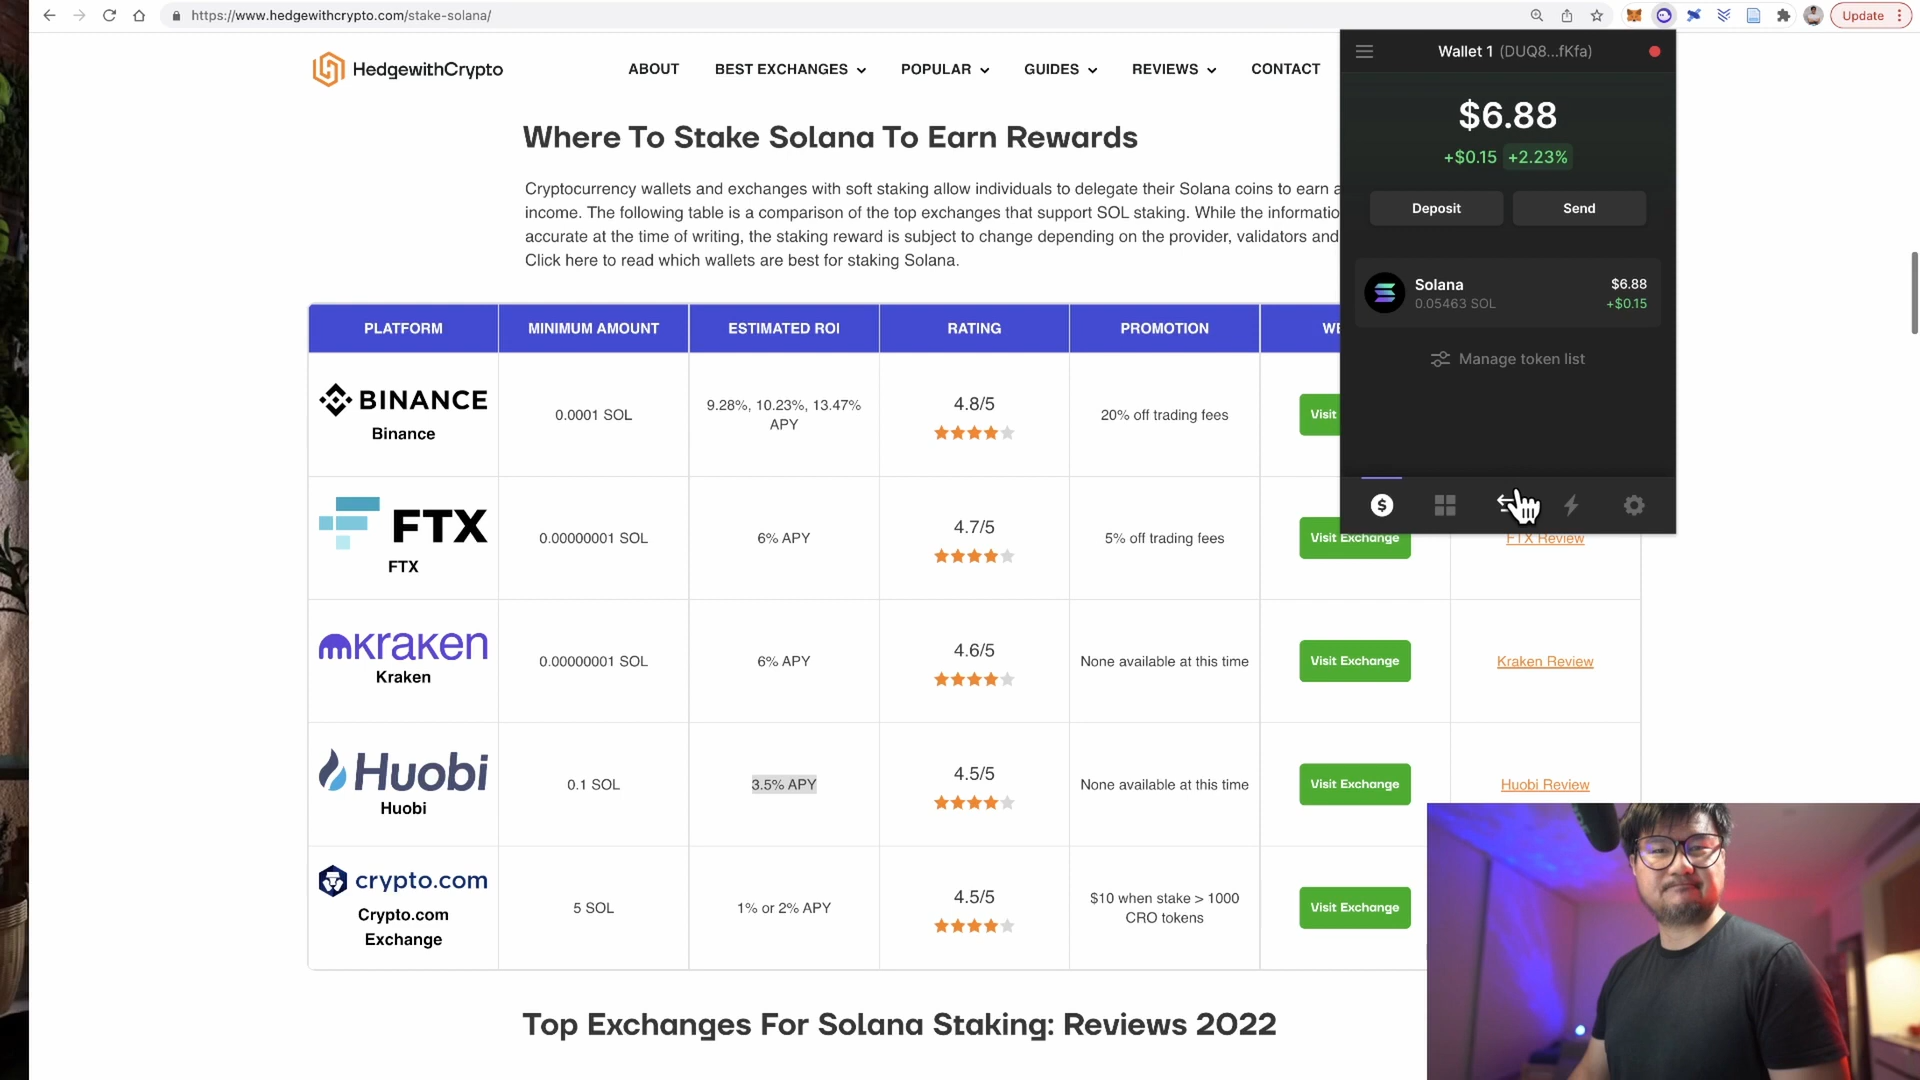 https://www.hedgewithcrypto.com/stake-solana/
Update
HedgewithCrypto
ABOUT
BEST EXCHANGES
POPULAR
GUIDES
REVIEWS
CONTACT
Where To Stake Solana To Earn Rewards
Cryptocurrency wallets and exchanges with soft staking allow individuals to delegate their Solana coins to earn a
income. The following table is a comparison of the top exchanges that support SOL staking. While the informatio
accurate at the time of writing, the staking reward is subject to change depending on the provider, validators and
Click here to read which wallets are best for staking Solana.
PLATFORM
MINIMUM AMOUNT
ESTIMATED ROI
RATING
PROMOTION
WE
BINANCE
Binance
0.0001 SOL
9.28%, 10.23%, 13.47%
APY
4.8/5
20% off trading fees
Visit
FTX
FTX
0.00000001 SOL
6% APY
4.7/5
5% off trading fees
Visit Exchange
FTX Review
kraken
Kraken
0.00000001 SOL
6% APY
4.6/5
None available at this time
Visit Exchange
Kraken Review
Huobi
Huobi
0.1 SOL
3.5% APY
4.5/5
None available at this time
Visit Exchange
Huobi Review
crypto.com
Crypto.com
Exchange
5 SOL
1% or 2% APY
4.5/5
$10 when stake > 1000
CRO tokens
Visit Exchange
Top Exchanges For Solana Staking: Reviews 2022
Wallet 1 (DUQ8...fKfa)
$6.88
+$0.15 +2.23%
Deposit
Send
Solana
$6.88
0.05463 SOL
+$0.15
Manage token list
$